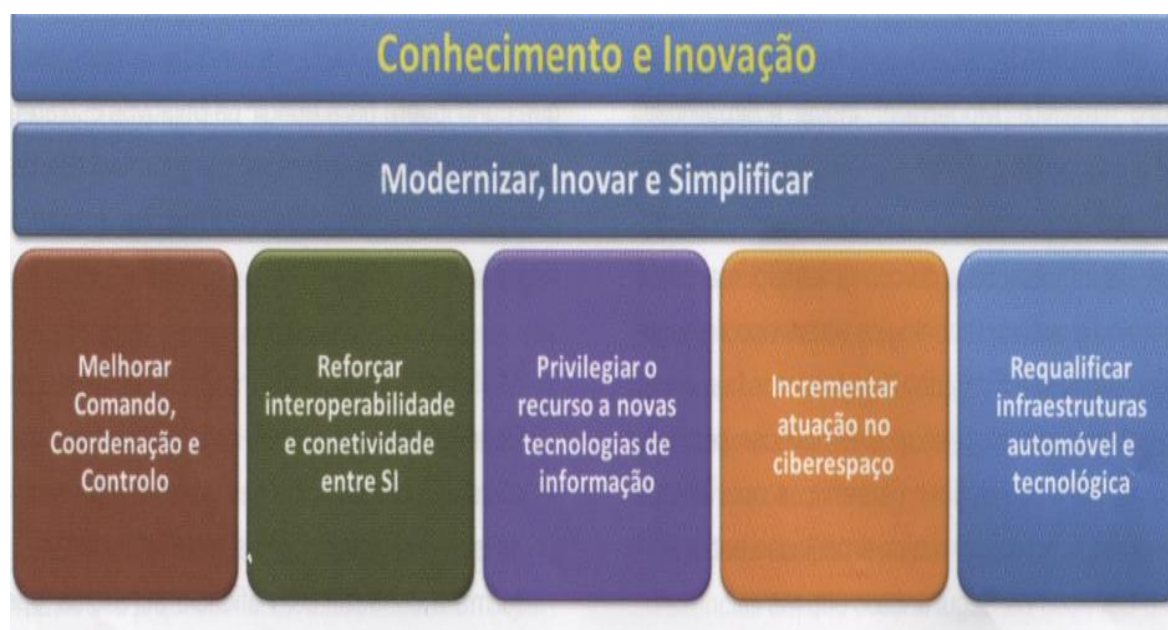 Conhecimento e Inovação
Modernizar, Inovar e Simplificar
Melhorar
Comando,
Coordenação e
Controlo
Reforçar
interoperabilidade
e conetividade
entre SI
Privilegiar o
recurso a novas
tecnologias de
informação
Incrementar
atuação no
ciberespaço
Requalificar
infraestruturas
automóvel e
tecnológica